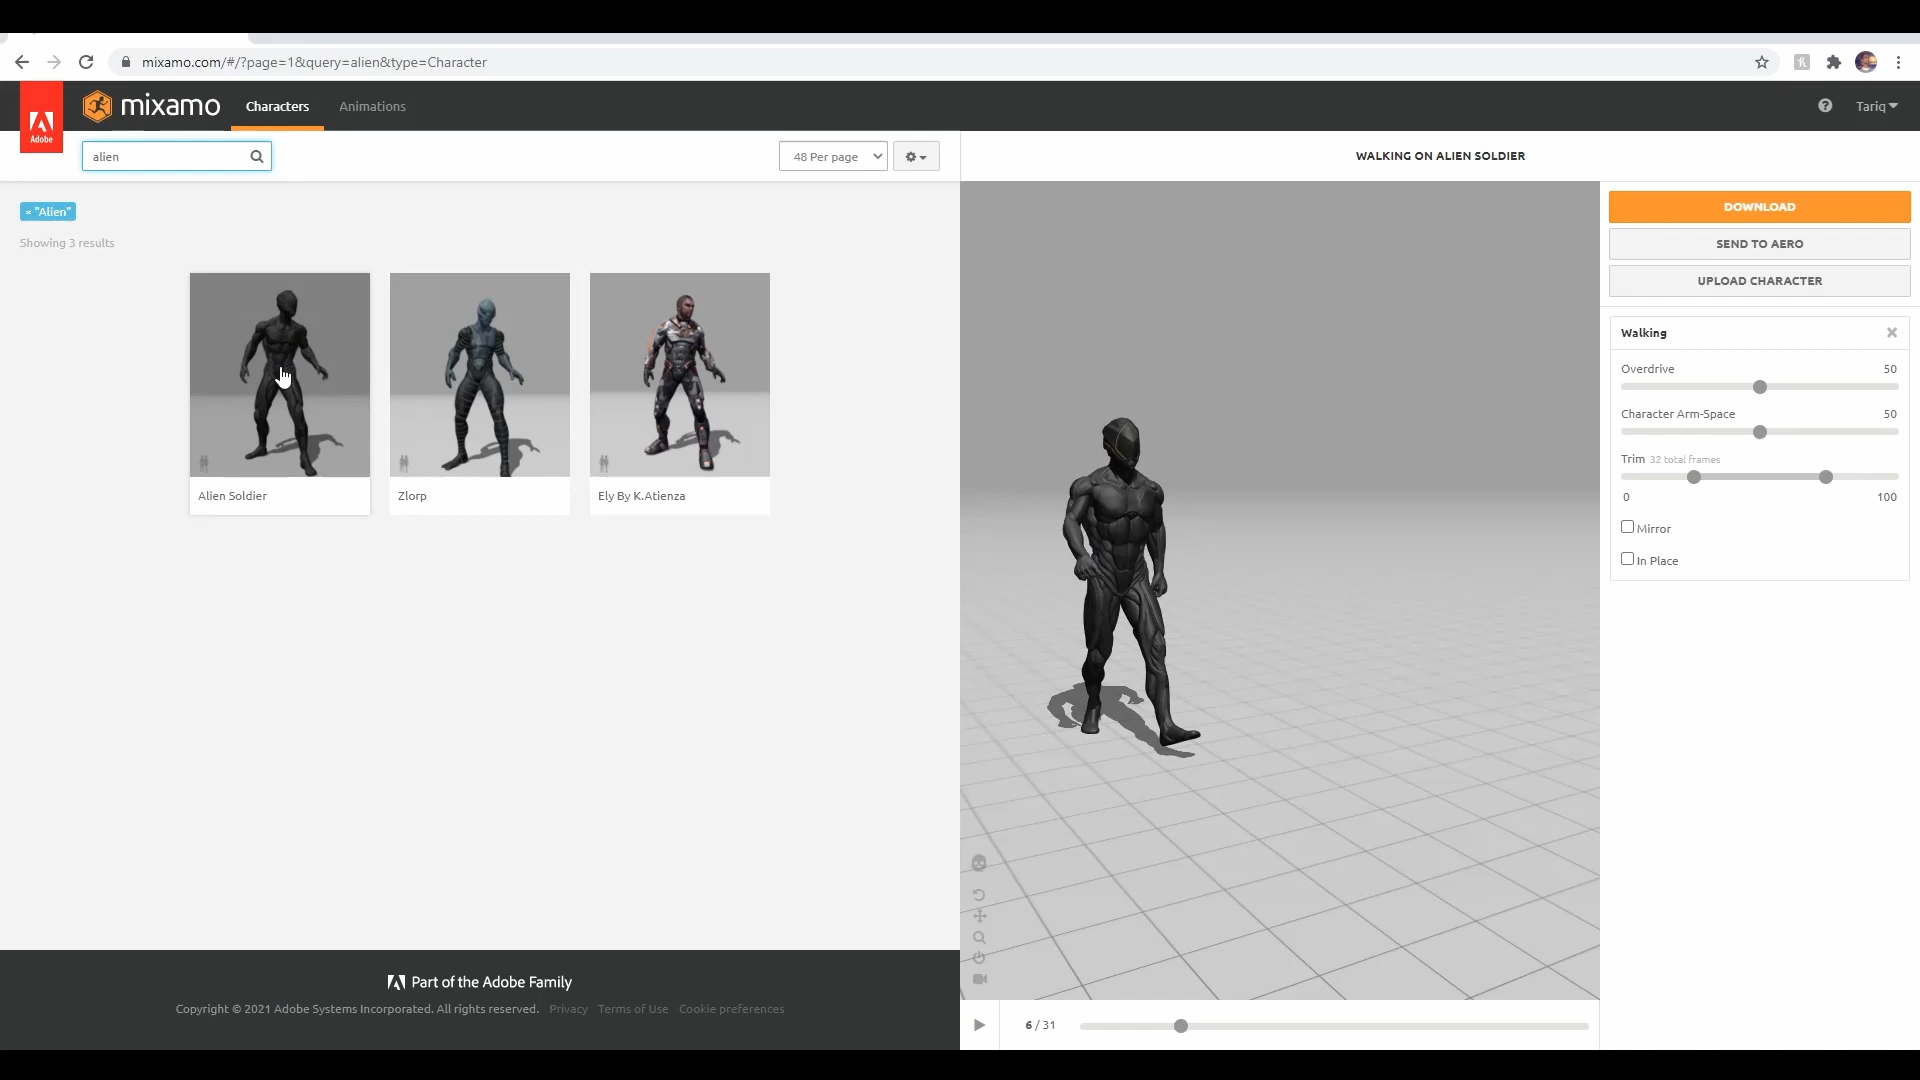 mixamo.com/#/?page=1&query=alien&type=Character
Adobe
mixamo
Characters
Animations
Tariq
alien
48 Per page
WALKING ON ALIEN SOLDIER
× "Alien"
Showing 3 results
Alien Soldier
Zlorp
Ely By K.Atienza
DOWNLOAD
SEND TO AERO
UPLOAD CHARACTER
Walking
Overdrive 50
Character Arm-Space 50
Trim 32 total frames
0 100
Mirror
In Place
6 / 31
Part of the Adobe Family
Copyright © 2021 Adobe Systems Incorporated. All rights reserved. Privacy Terms of Use Cookie preferences